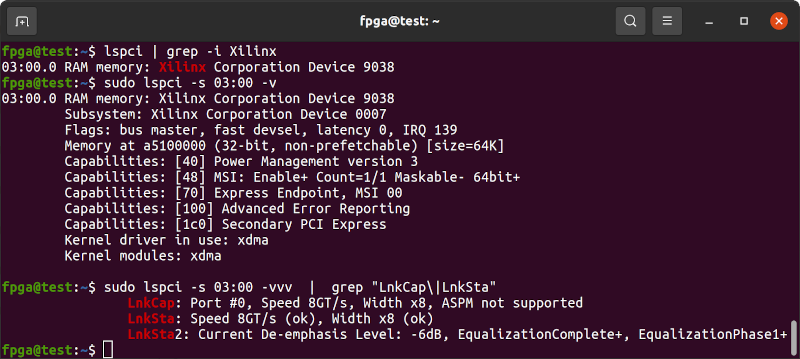 fpga@test: ~
fpga@test:~$ lspci | grep -i Xilinx
03:00.0 RAM memory: Xilinx Corporation Device 9038
fpga@test:~$ sudo lspci -s 03:00 -v
03:00.0 RAM memory: Xilinx Corporation Device 9038
Subsystem: Xilinx Corporation Device 0007
Flags: bus master, fast devsel, latency 0, IRQ 139
Memory at a5100000 (32-bit, non-prefetchable) [size=64K]
Capabilities: [40] Power Management version 3
Capabilities: [48] MSI: Enable+ Count=1/1 Maskable- 64bit+
Capabilities: [70] Express Endpoint, MSI 00
Capabilities: [100] Advanced Error Reporting
Capabilities: [1c0] Secondary PCI Express
Kernel driver in use: xdma
Kernel modules: xdma
fpga@test:~$ sudo lspci -s 03:00 -vvv | grep "LnkCap\|LnkSta"
LnkCap: Port #0, Speed 8GT/s, Width x8, ASPM not supported
LnkSta: Speed 8GT/s (ok), Width x8 (ok)
LnkSta2: Current De-emphasis Level: -6dB, EqualizationComplete+, EqualizationPhase1+
fpga@test:~$